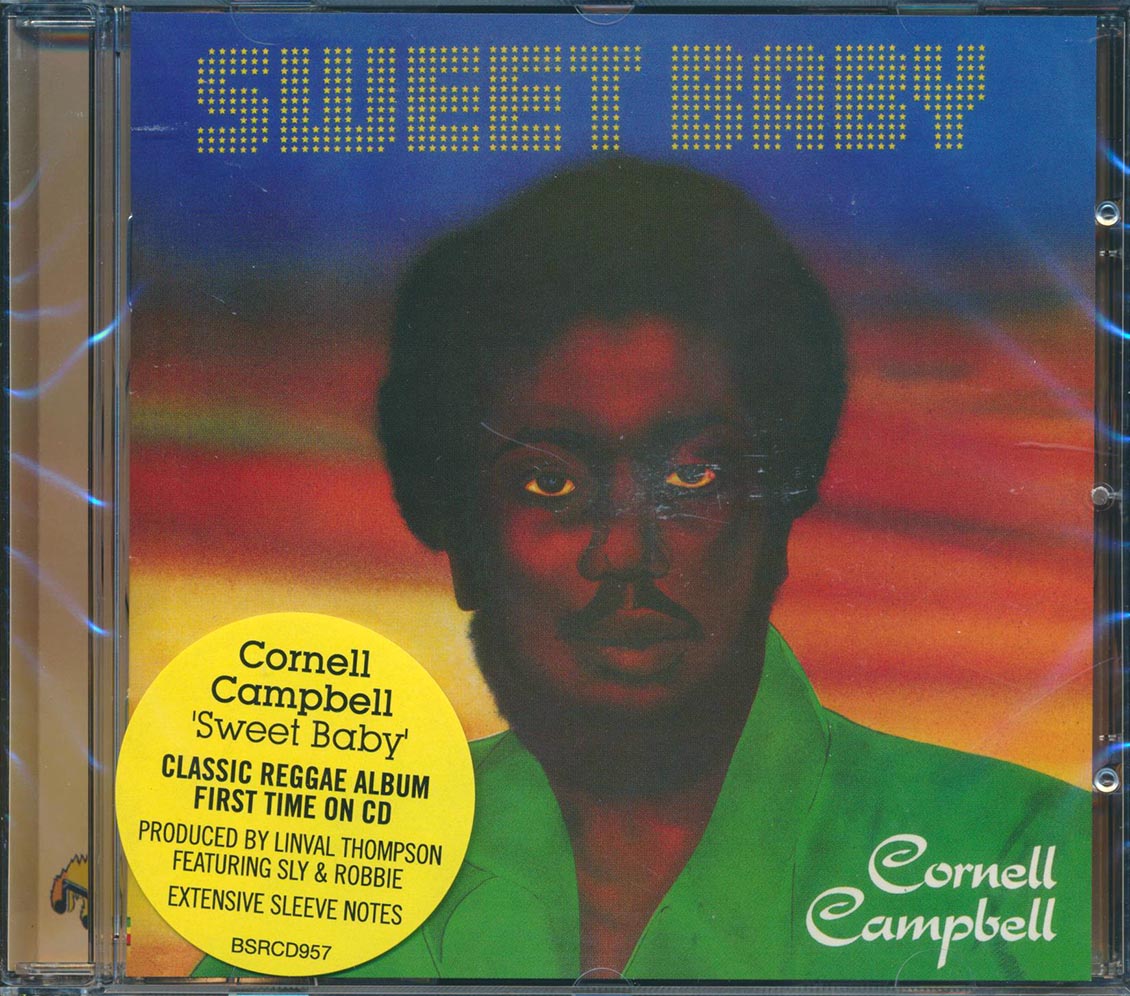 SWEET BABY
Cornell
Campbell
'Sweet Baby'
CLASSIC REGGAE ALBUM
FIRST TIME ON CD
PRODUCED BY LINVAL THOMPSON
FEATURING SLY & ROBBIE
EXTENSIVE SLEEVE NOTES
BSRCD957
Cornell
Campbell